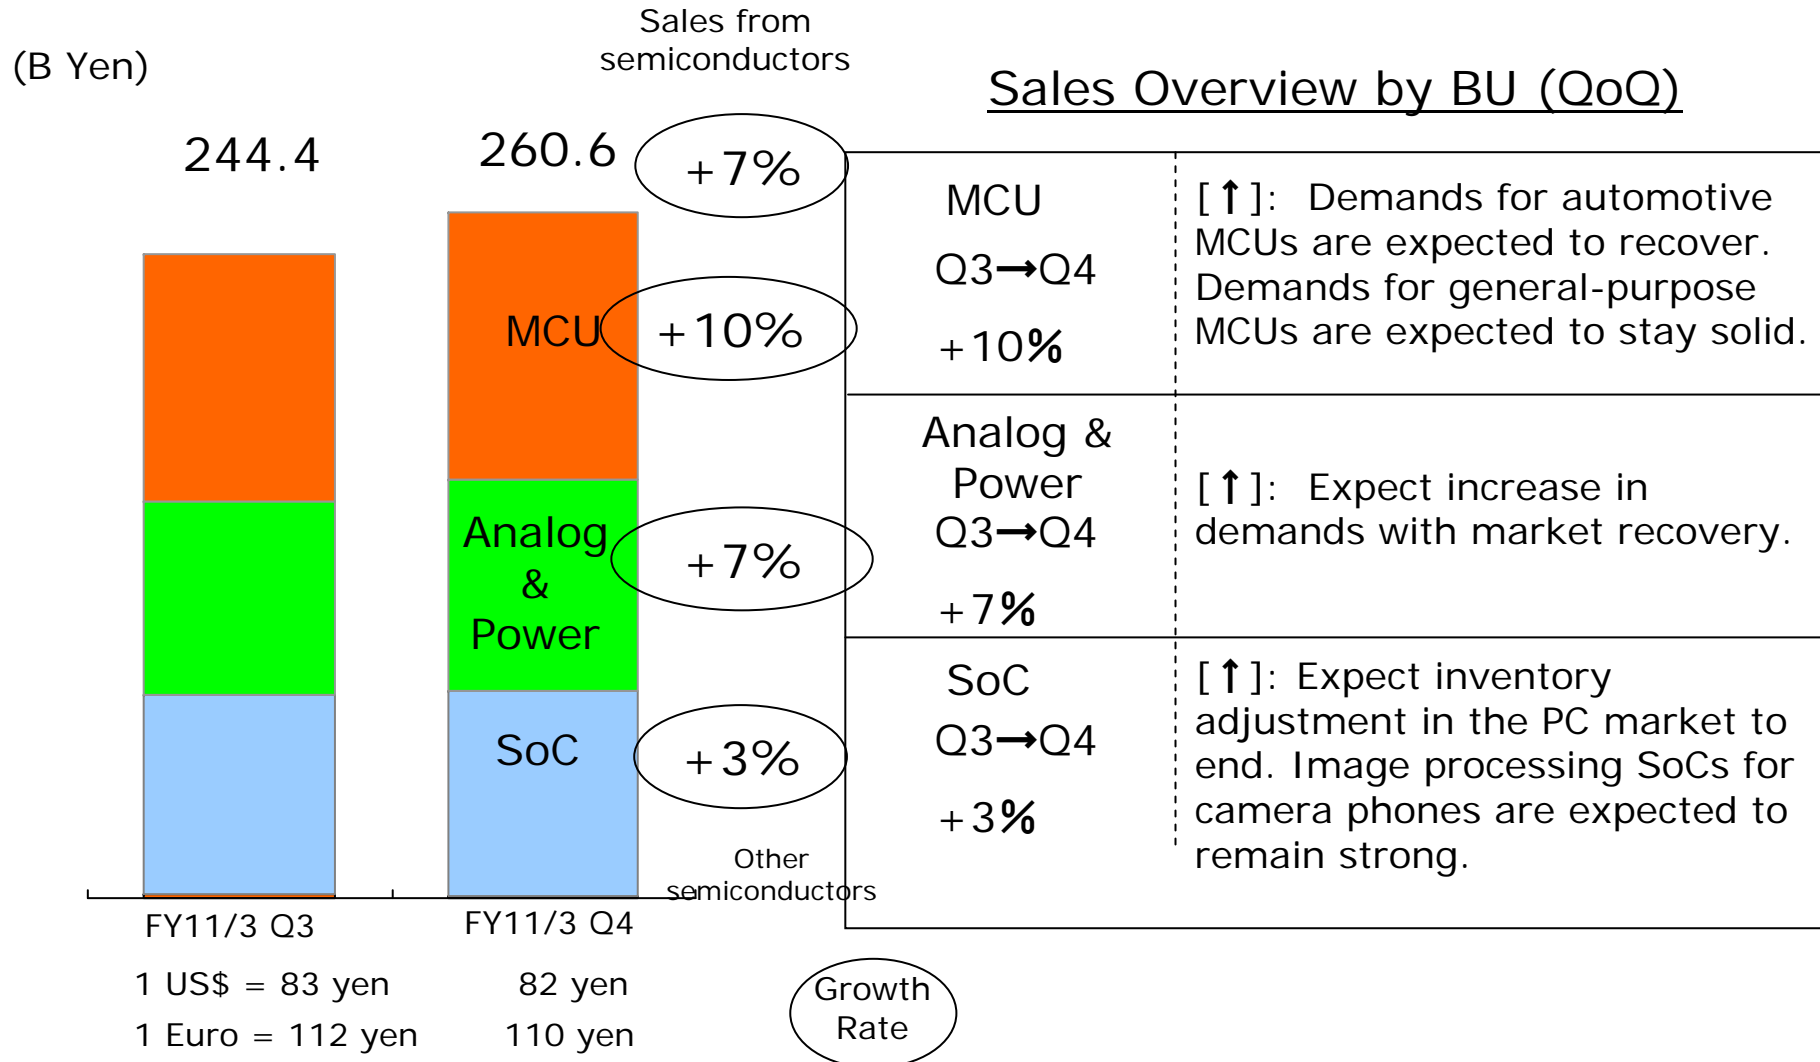 (B Yen)
Sales from
semiconductors
Sales Overview by BU (QoQ)
244.4
260.6
+7%
MCU
+10%
Analog
&
Power
+7%
SoC
+3%
Other
semiconductors
FY11/3 Q3
FY11/3 Q4
1 US$ = 83 yen
82 yen
1 Euro = 112 yen
110 yen
Growth
Rate
MCU
Q3→Q4
+10%
[↑]: Demands for automotive
MCUs are expected to recover.
Demands for general-purpose
MCUs are expected to stay solid.
Analog &
Power
Q3→Q4
+7%
[↑]: Expect increase in
demands with market recovery.
SoC
Q3→Q4
+3%
[↑]: Expect inventory
adjustment in the PC market to
end. Image processing SoCs for
camera phones are expected to
remain strong.